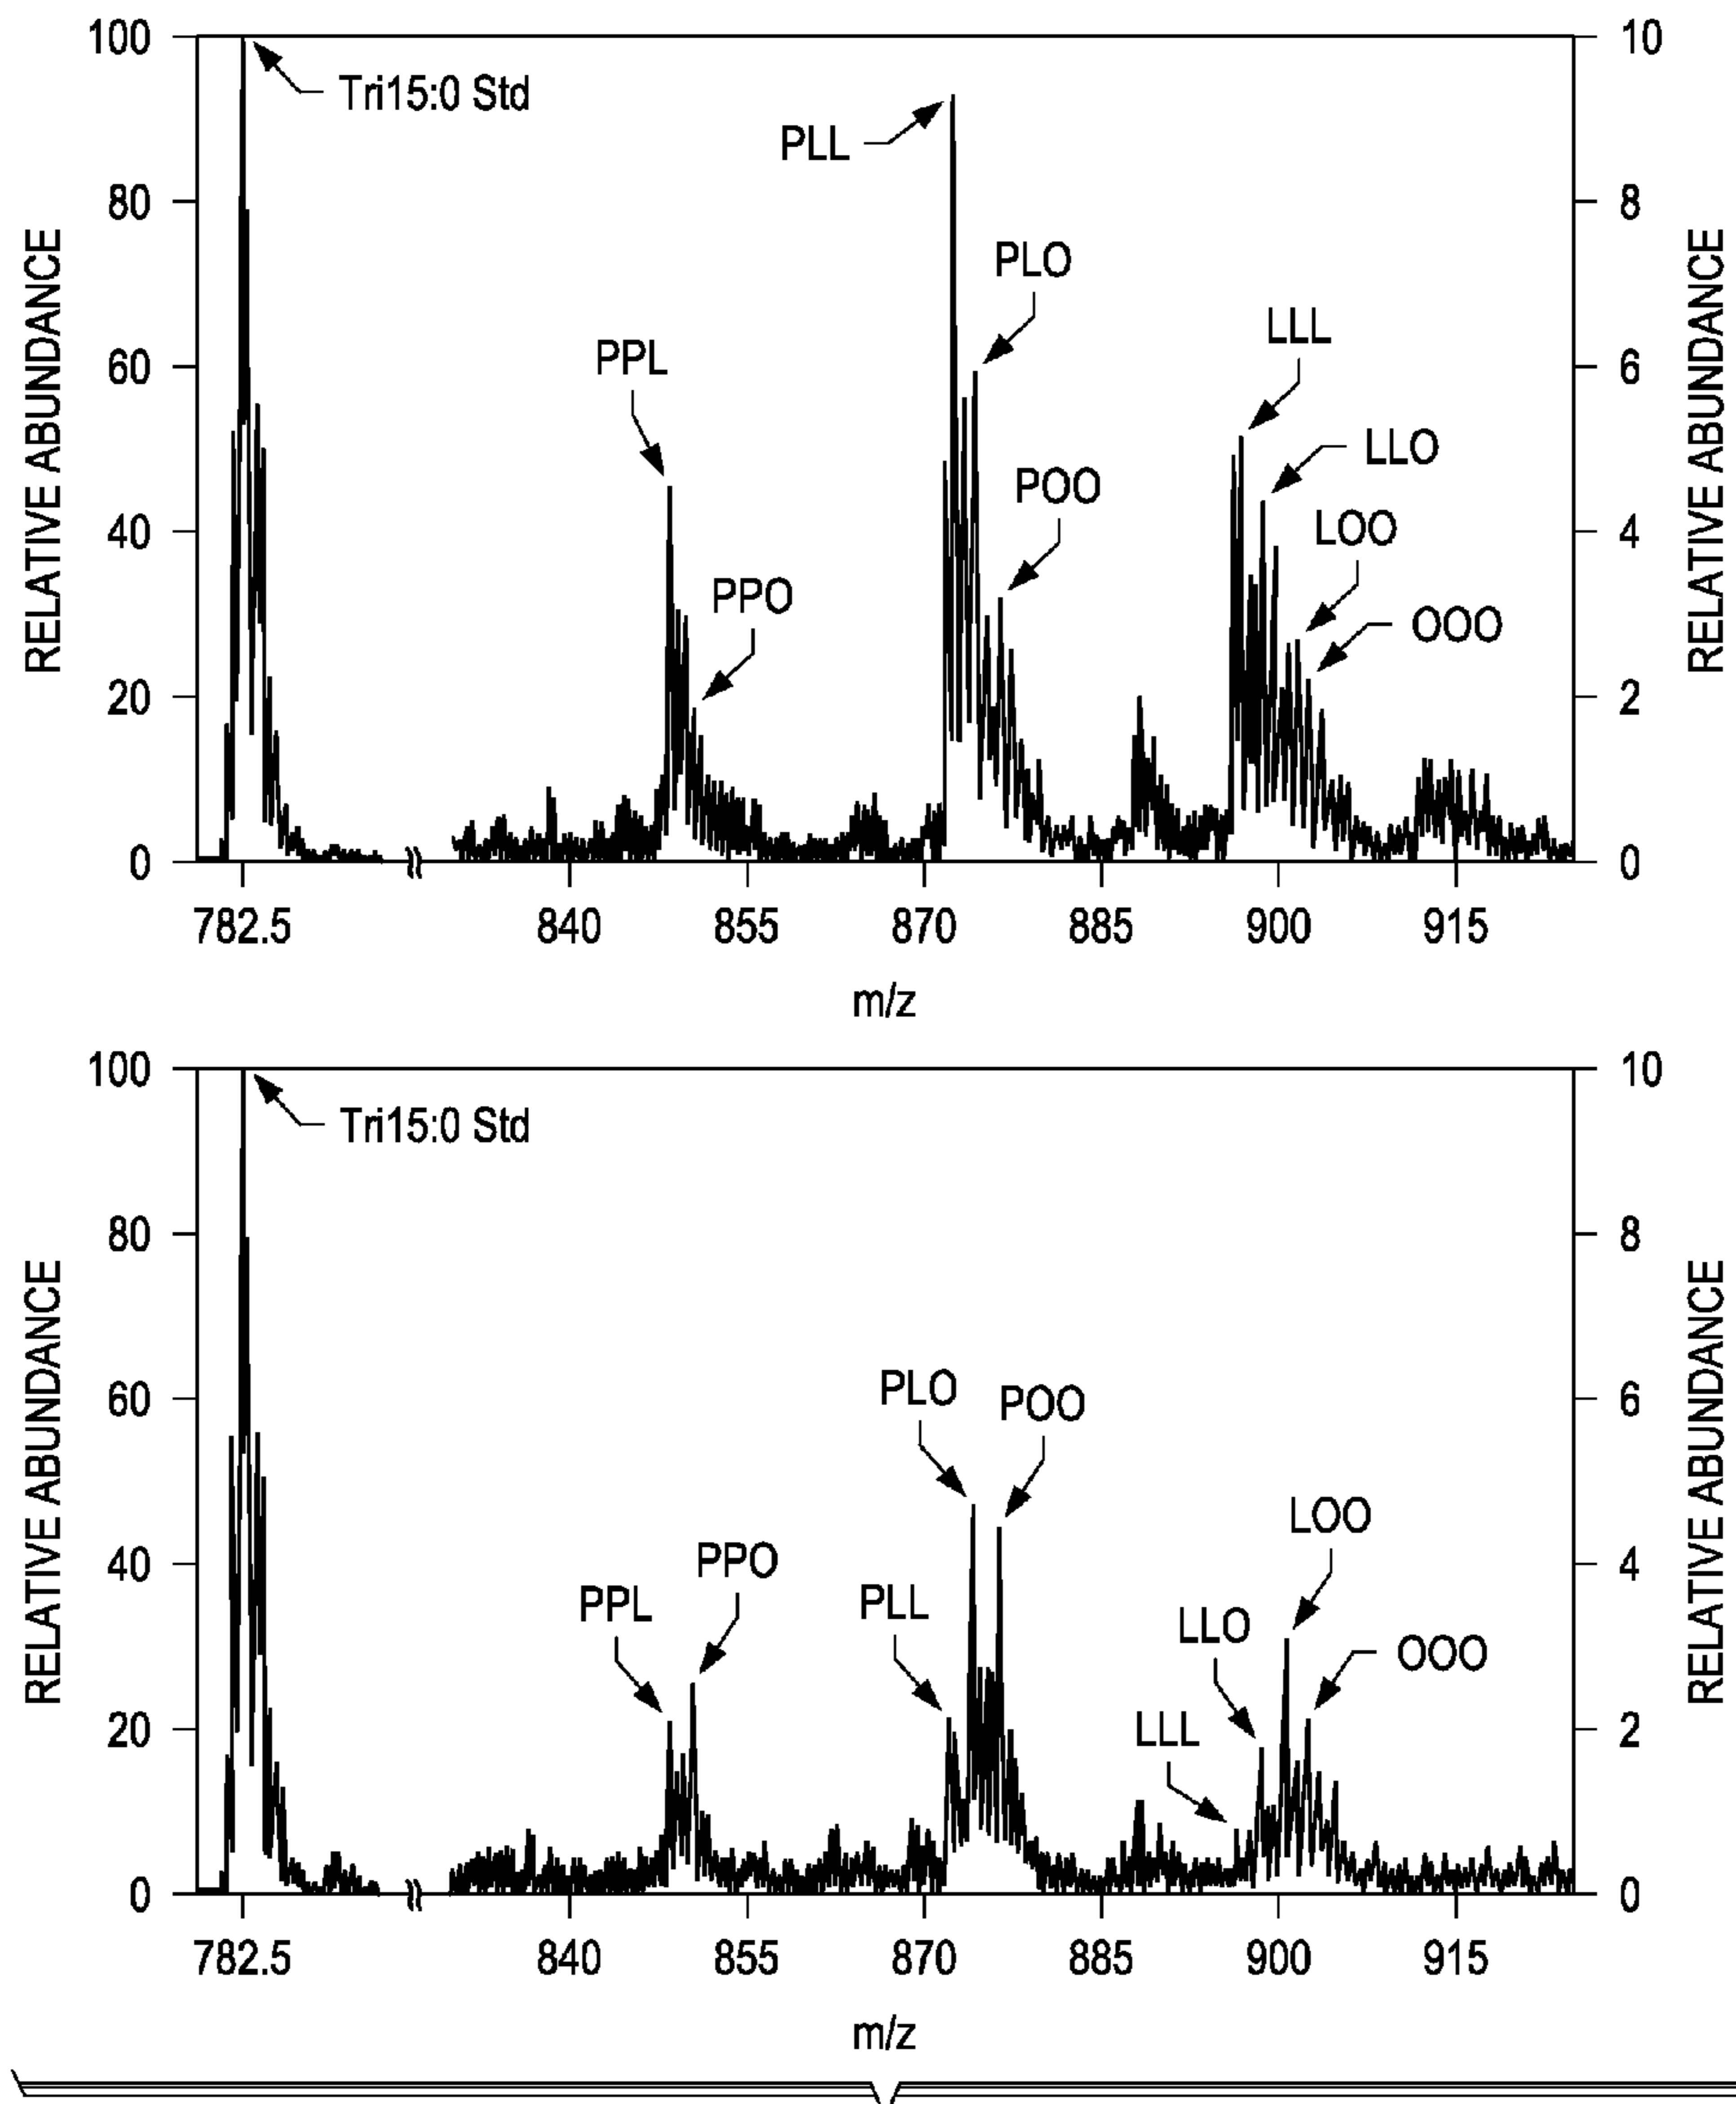 100
80
60
40
20
0
RELATIVE ABUNDANCE
10
8
6
4
2
0
RELATIVE ABUNDANCE
Tri15:0 Std
PLL
PLO
PPL
LLL
LLO
POO
LOO
PPO
OOO
782.5 840 855 870 885 900 915
m/z
100
80
60
40
20
0
RELATIVE ABUNDANCE
10
8
6
4
2
0
RELATIVE ABUNDANCE
Tri15:0 Std
PLO
POO
LOO
PPO
PPL
PLL
LLO
OOO
LLL
782.5 840 855 870 885 900 915
m/z